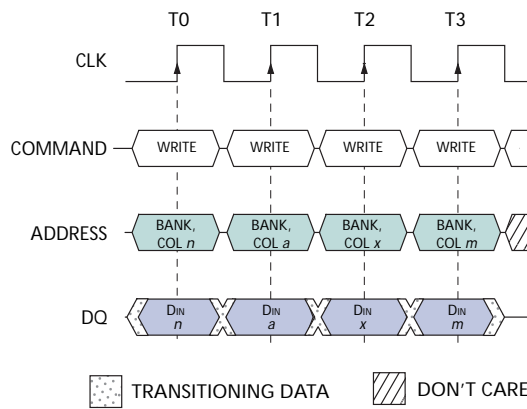 T0 T1 T2 T3
CLK
COMMAND WRITE WRITE WRITE WRITE
ADDRESS BANK, COL n BANK, COL a BANK, COL x BANK, COL m
DQ DIN n DIN a DIN x DIN m
TRANSITIONING DATA DON'T CARE